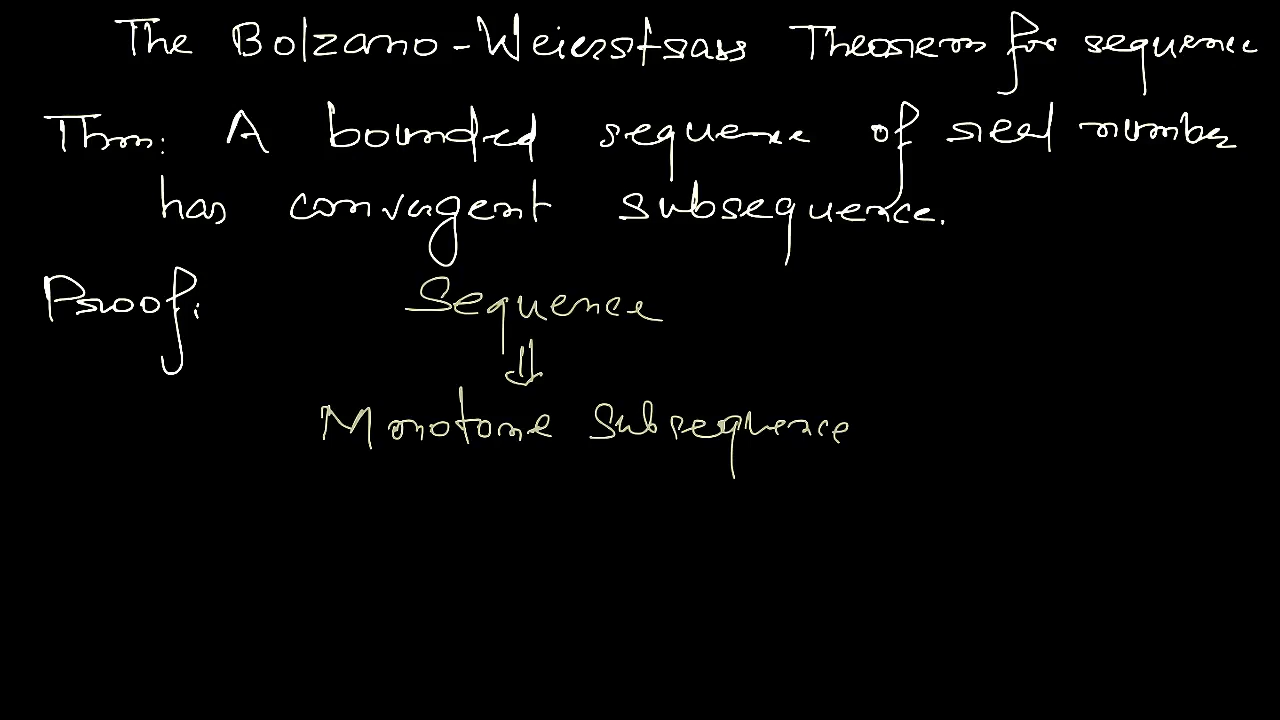 The Bolzano-Weierstrass Theorem for sequence
Thm: A bounded sequence of real number
has convergent subsequence.
Proof: Sequence
⇓
Monotone Subsequence